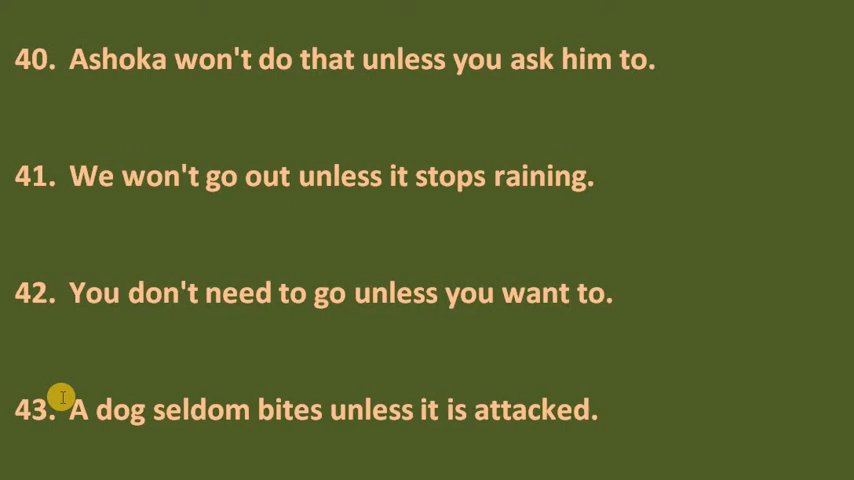 40. Ashoka won't do that unless you ask him to.
41. We won't go out unless it stops raining.
42. You don't need to go unless you want to.
43. A dog seldom bites unless it is attacked.